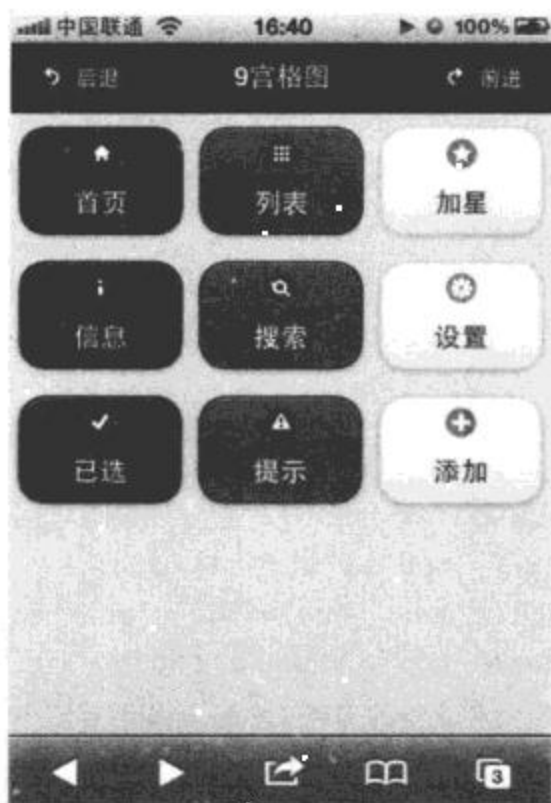 中国联通 16:40 100%
后退 9宫格图 前进
首页 列表 加星
信息 搜索 设置
已选 提示 添加
3